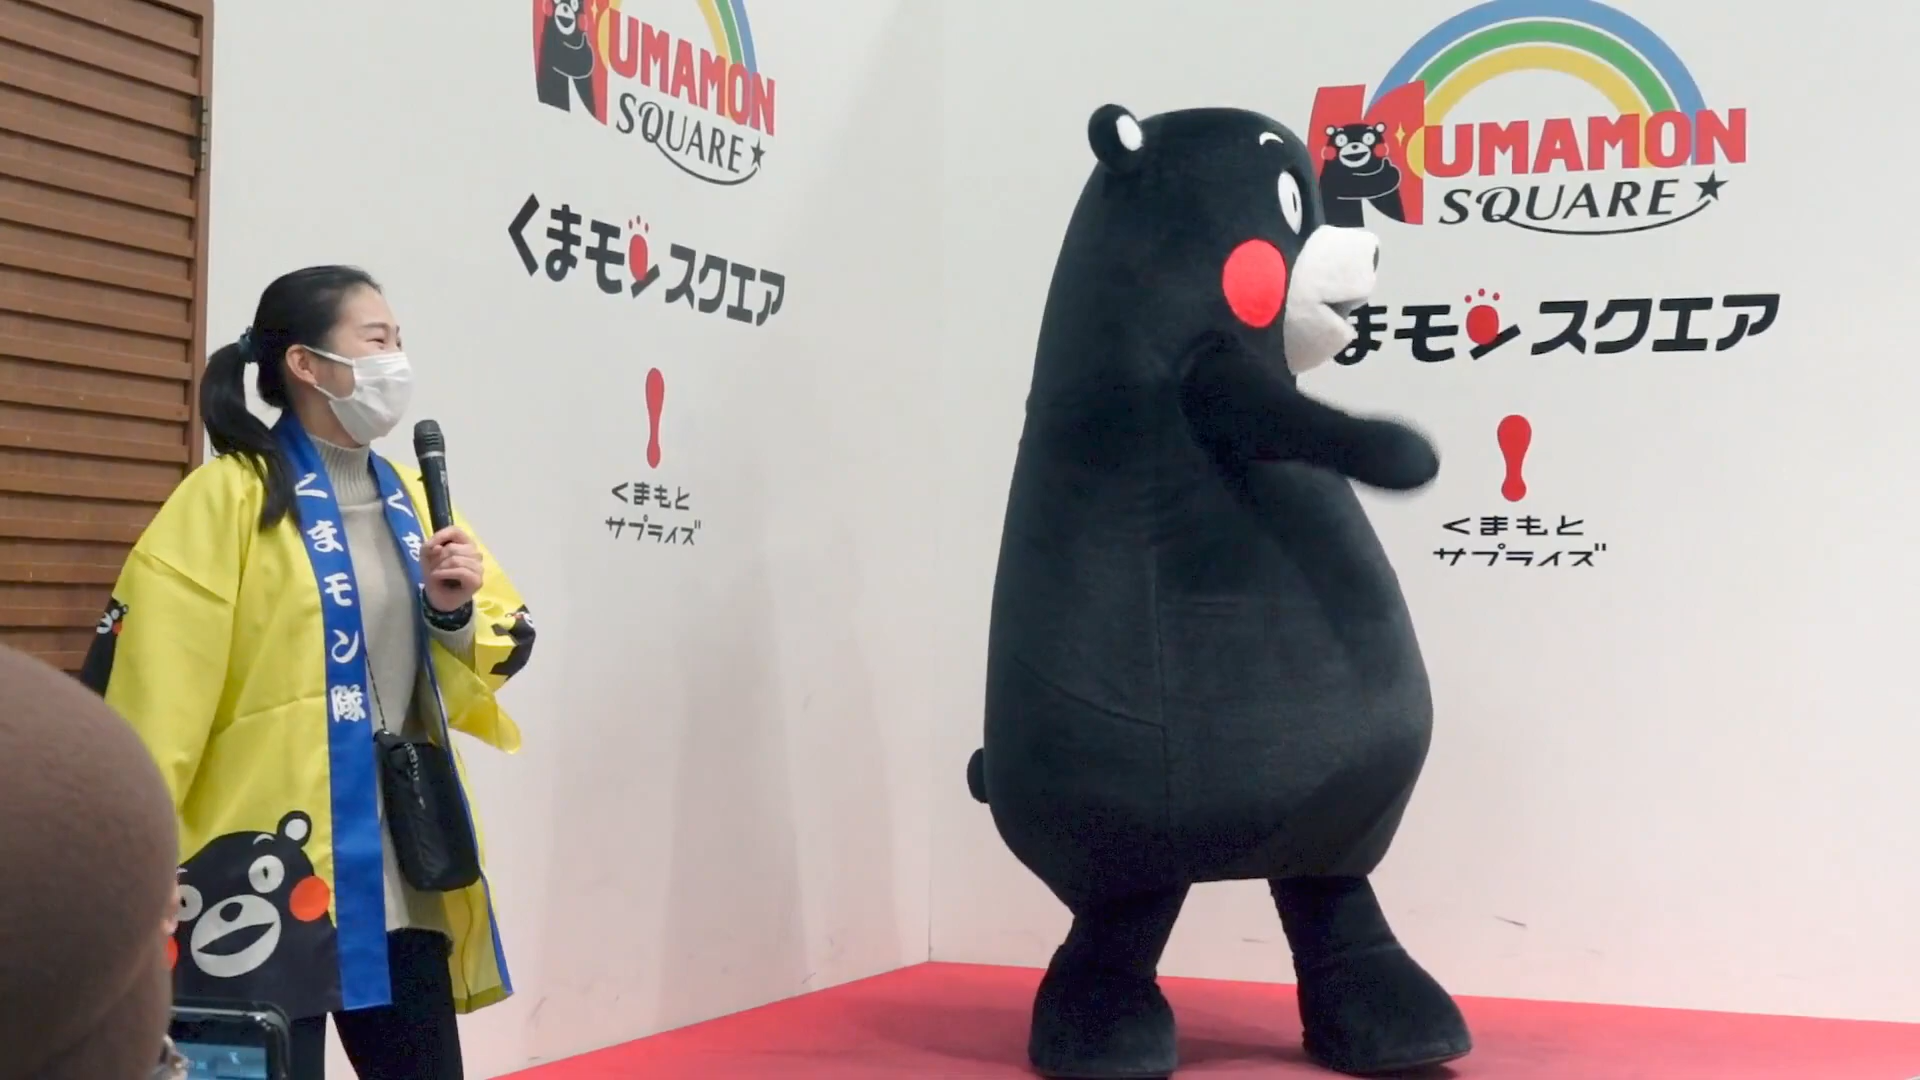 KUMAMON
SQUARE
くまモンスクエア
くまもと
サプライズ
KUMAMON
SQUARE
まモンスクエア
くまもと
サプライズ
くまモン隊
くま